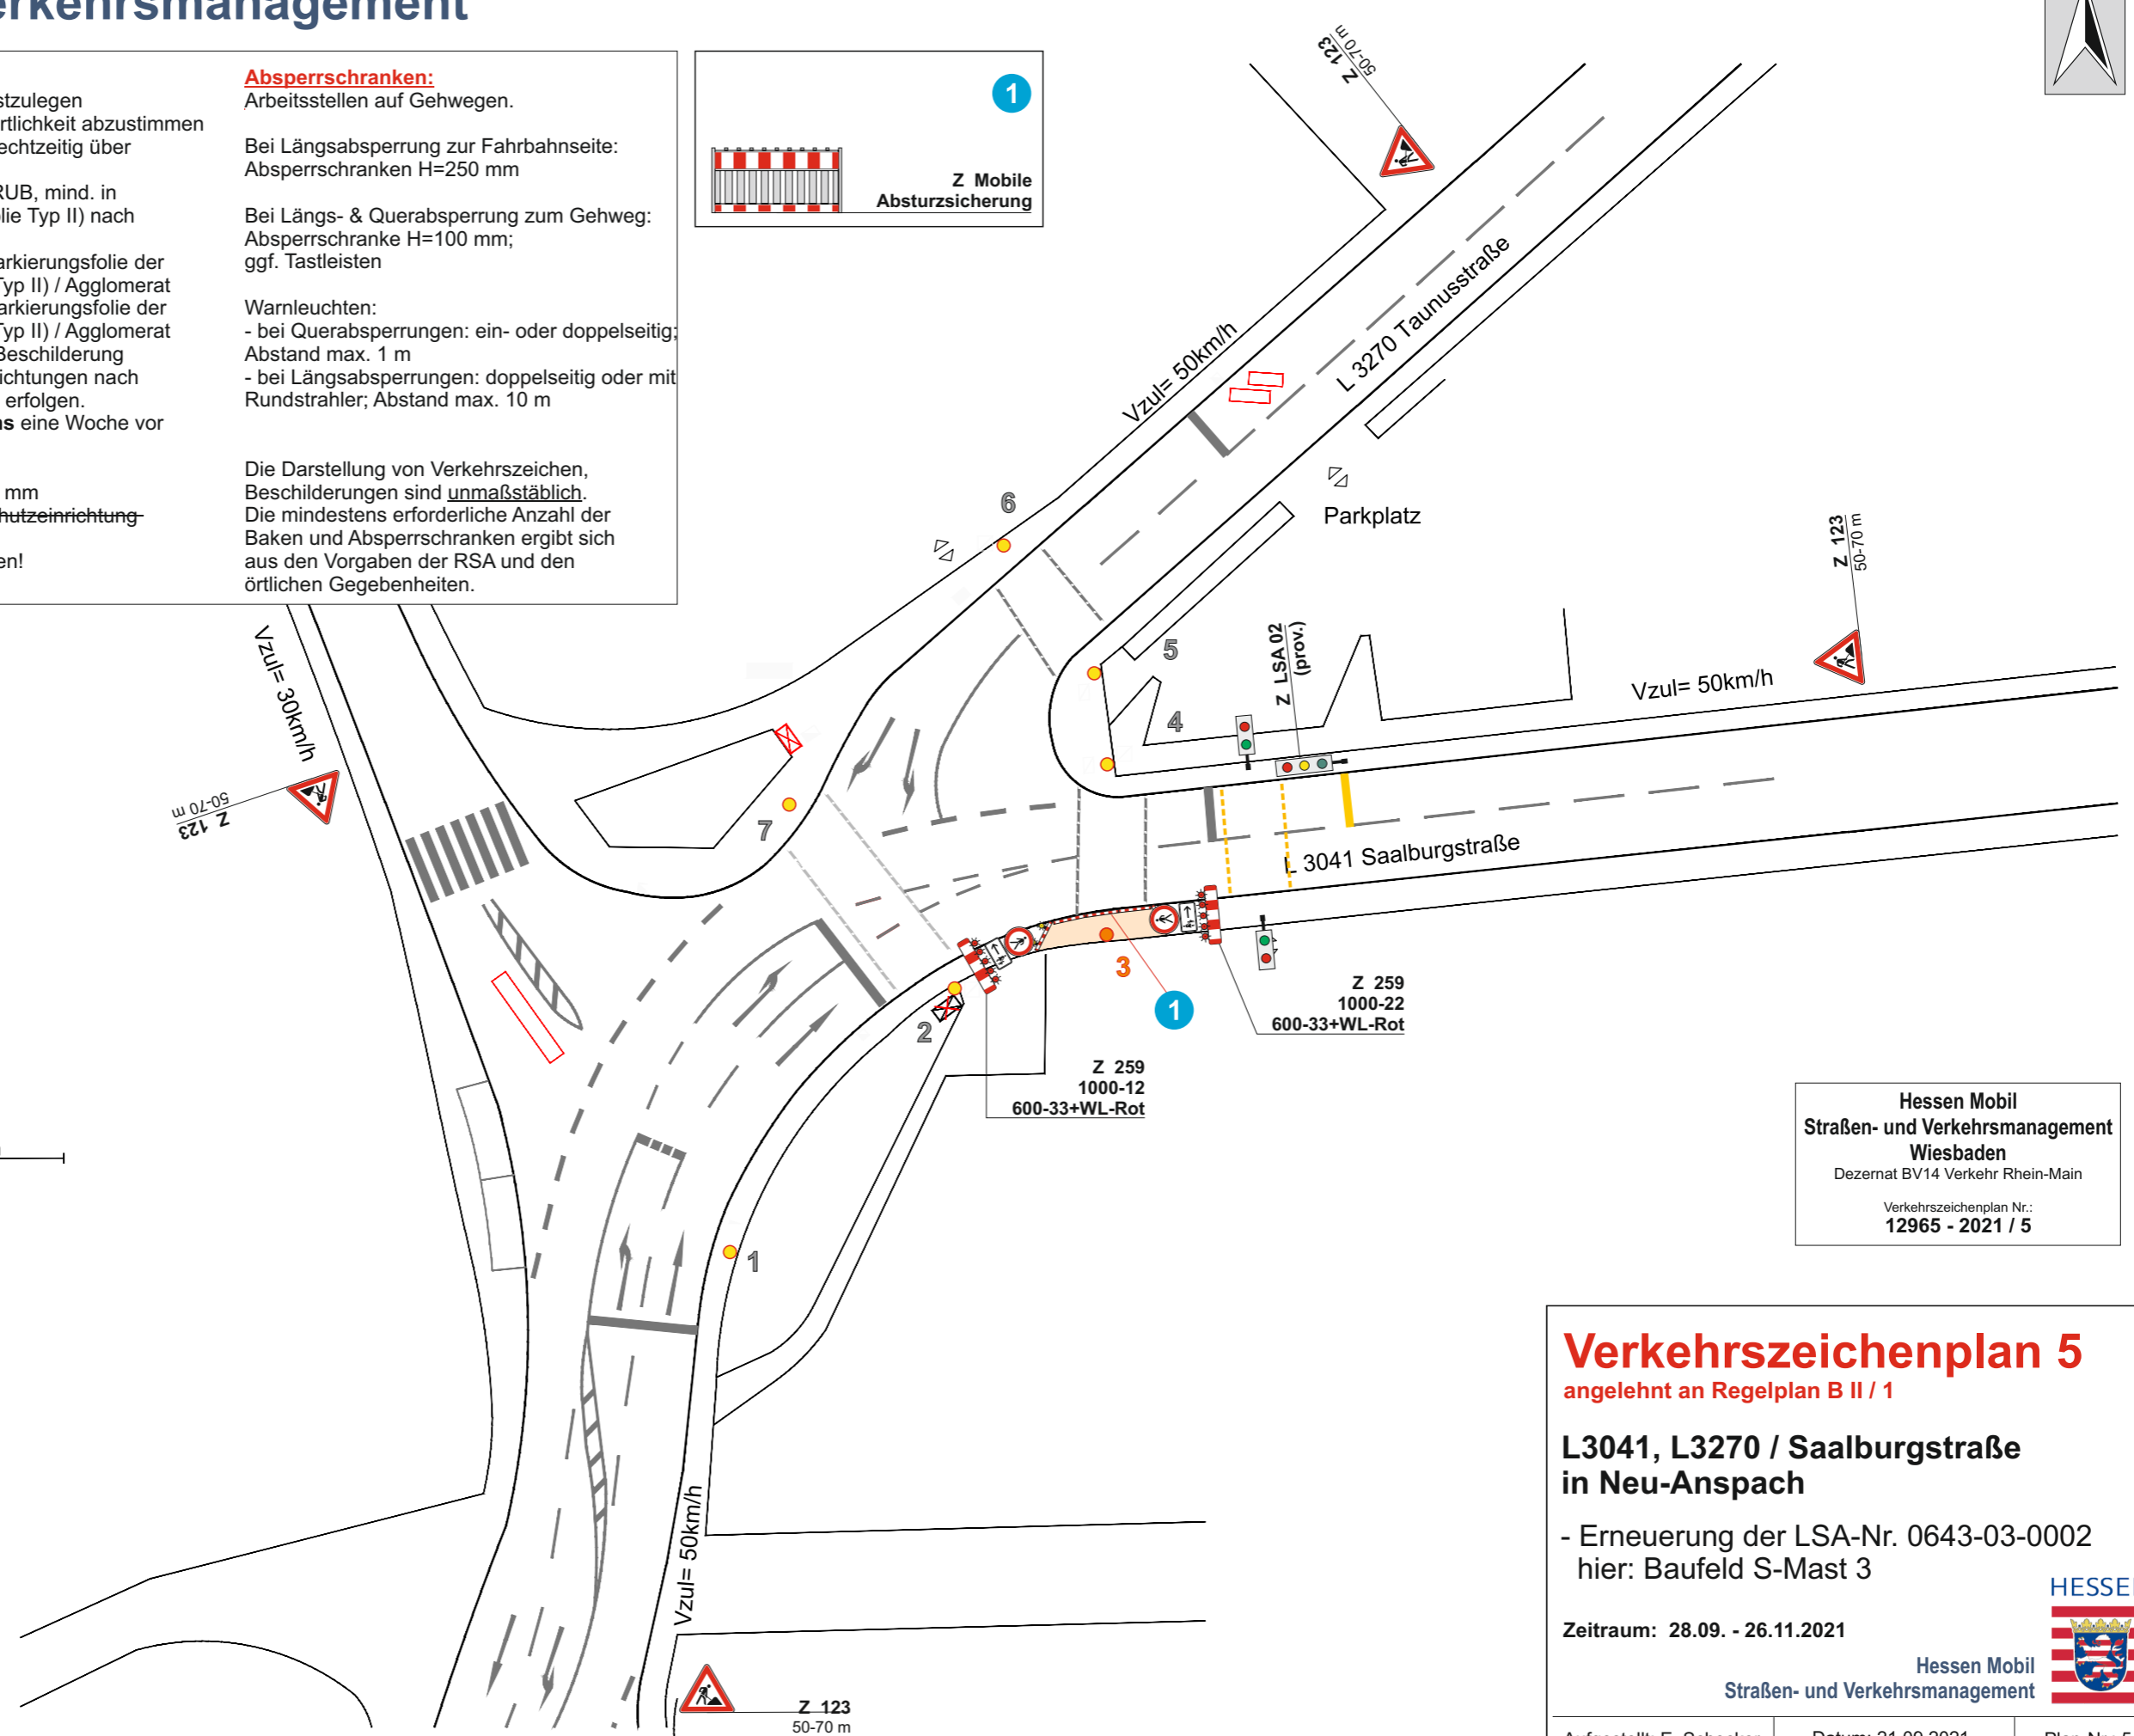 erkehrsmanagement
stzulegen
rtlichkeit abzustimmen
echtzeitig über
RUB, mind. in
lie Typ II) nach
arkierungsfolie der
Typ II) / Agglomerat
arkierungsfolie der
Typ II) / Agglomerat
Beschilderung
ichtungen nach
erfolgen.
ns eine Woche vor
mm
hutzeinrichtung
en!
Absperrschranken:
Arbeitsstellen auf Gehwegen.
Bei Längsabsperrung zur Fahrbahnseite:
Absperrschranken H=250 mm
Bei Längs- & Querabsperrung zum Gehweg:
Absperrschranke H=100 mm;
ggf. Tastleisten
Warnleuchten:
- bei Querabsperrungen: ein- oder doppelseitig;
Abstand max. 1 m
- bei Längsabsperrungen: doppelseitig oder mit
Rundstrahler; Abstand max. 10 m
Die Darstellung von Verkehrszeichen,
Beschilderungen sind unmaßstäblich.
Die mindestens erforderliche Anzahl der
Baken und Absperrschranken ergibt sich
aus den Vorgaben der RSA und den
örtlichen Gegebenheiten.
1
Z Mobile
Absturzsicherung
Z 123
50-70 m
Vzul= 50km/h
L 3270 Taunusstraße
Parkplatz
6
5
4
Z LSA 02
(prov.)
Z 123
50-70 m
Vzul= 50km/h
Vzul= 30km/h
50-70 m
Z 123
7
L 3041 Saalburgstraße
3
2
1
Z 259
1000-22
600-33+WL-Rot
Z 259
1000-12
600-33+WL-Rot
1
Vzul= 50km/h
Z 123
50-70 m
Hessen Mobil
Straßen- und Verkehrsmanagement
Wiesbaden
Dezernat BV14 Verkehr Rhein-Main
Verkehrszeichenplan Nr.:
12965 - 2021 / 5
Verkehrszeichenplan 5
angelehnt an Regelplan B II / 1
L3041, L3270 / Saalburgstraße
in Neu-Anspach
- Erneuerung der LSA-Nr. 0643-03-0002
hier: Baufeld S-Mast 3
HESSE
Zeitraum: 28.09. - 26.11.2021
Hessen Mobil
Straßen- und Verkehrsmanagement